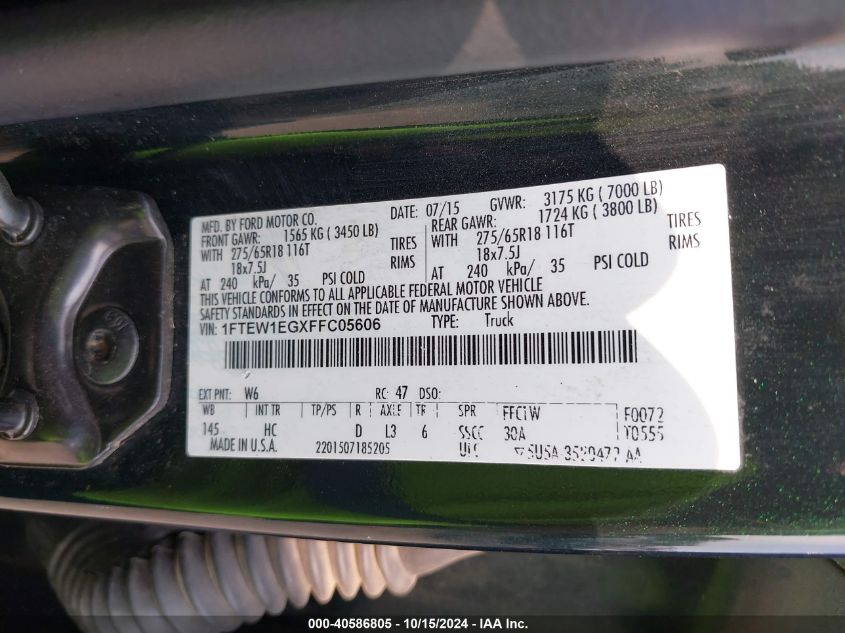 MFD. BY FORD MOTOR CO. DATE: 07/15 GVWR: 3175 KG ( 7000 LB)
FRONT GAWR: 1565 KG ( 3450 LB) REAR GAWR: 1724 KG ( 3800 LB)
WITH 275/65R18 116T TIRES WITH 275/65R18 116T TIRES
18x7.5J RIMS 18x7.5J RIMS
AT 240 kPa/ 35 PSI COLD AT 240 kPa/ 35 PSI COLD
THIS VEHICLE CONFORMS TO ALL APPLICABLE FEDERAL MOTOR VEHICLE
SAFETY STANDARDS IN EFFECT ON THE DATE OF MANUFACTURE SHOWN ABOVE.
VIN: 1FTEW1EGXFFC05606 TYPE: Truck
EXT PNT: W6 RC: 47 DSO:
WB INT TR TP/PS R AXLE TR SPR FFC1W F0072
145 HC D L3 6 SSCC 30A T0555
MADE IN U.S.A. 2201507185205 UTC
000-40586805 - 10/15/2024 - IAA Inc.